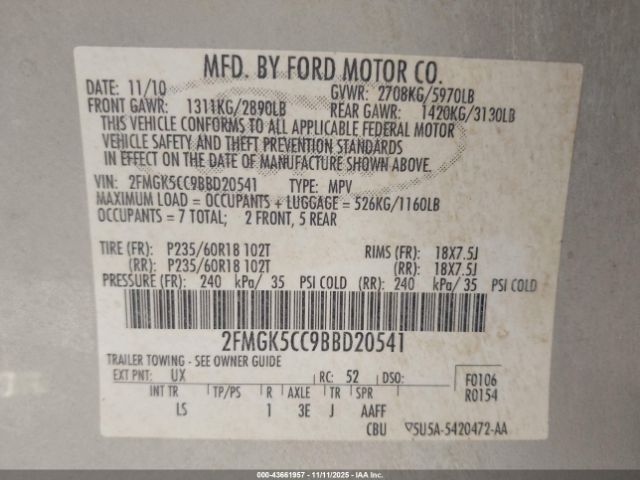 MFD. BY FORD MOTOR CO.
DATE: 11/10 GVWR: 2708KG/5970LB
FRONT GAWR: 1311KG/2890LB REAR GAWR: 1420KG/3130LB
THIS VEHICLE CONFORMS TO ALL APPLICABLE FEDERAL MOTOR
VEHICLE SAFETY AND THEFT PREVENTION STANDARDS
IN EFFECT ON THE DATE OF MANUFACTURE SHOWN ABOVE.
VIN: 2FMGK5CC9BBD20541 TYPE: MPV
MAXIMUM LOAD = OCCUPANTS + LUGGAGE = 526KG/1160LB
OCCUPANTS = 7 TOTAL; 2 FRONT, 5 REAR
TIRE (FR): P235/60R18 102T RIMS (FR): 18X7.5J
(RR): P235/60R18 102T (RR): 18X7.5J
PRESSURE (FR): 240 kPa/ 35 PSI COLD (RR): 240 kPa/ 35 PSI COLD
2FMGK5CC9BBD20541
TRAILER TOWING - SEE OWNER GUIDE
EXT PNT: UX RC: 52 DSO: F0106
R0154
INT TR TP/PS R AXLE TR SPR
LS 1 3E J AAFF
CBU ▽5U5A-5420472-AA
000-43661957 - 11/11/2025 - IAAI.COM